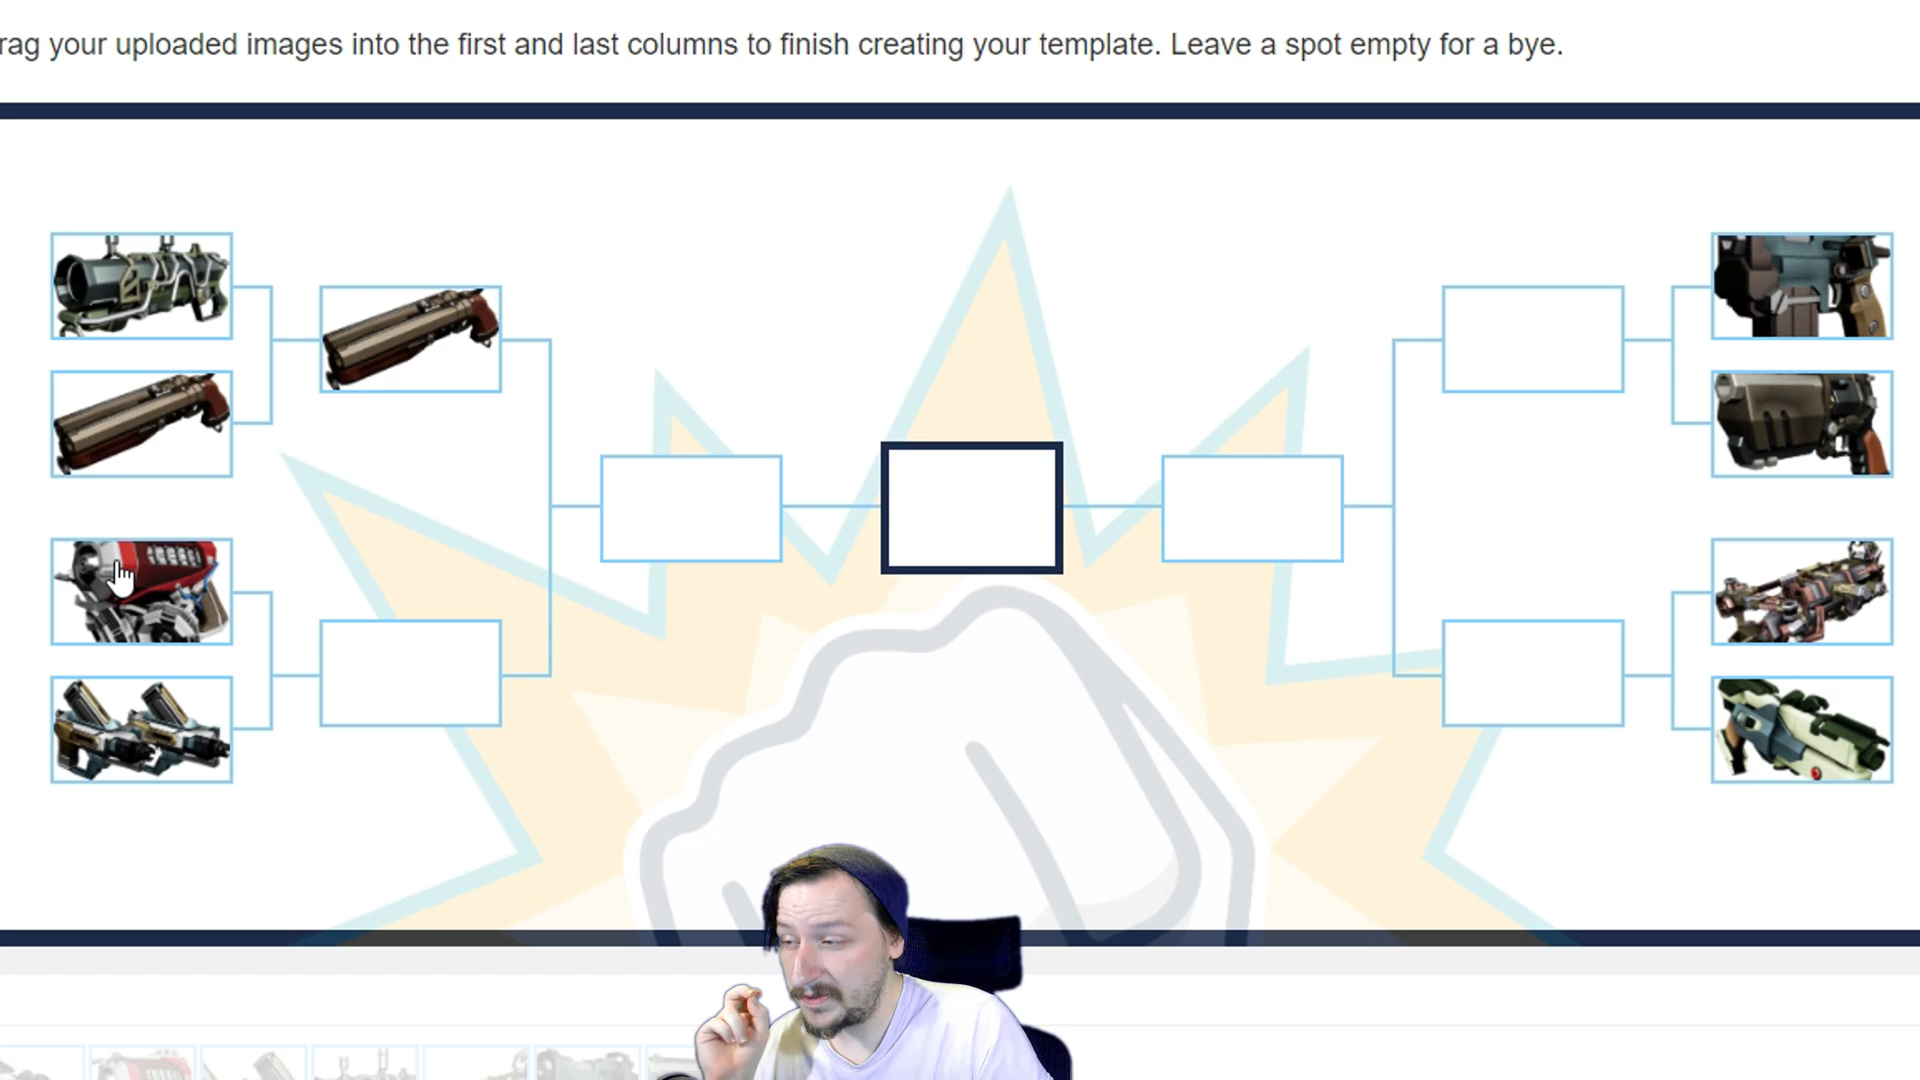 rag your uploaded images into the first and last columns to finish creating your template. Leave a spot empty for a bye.